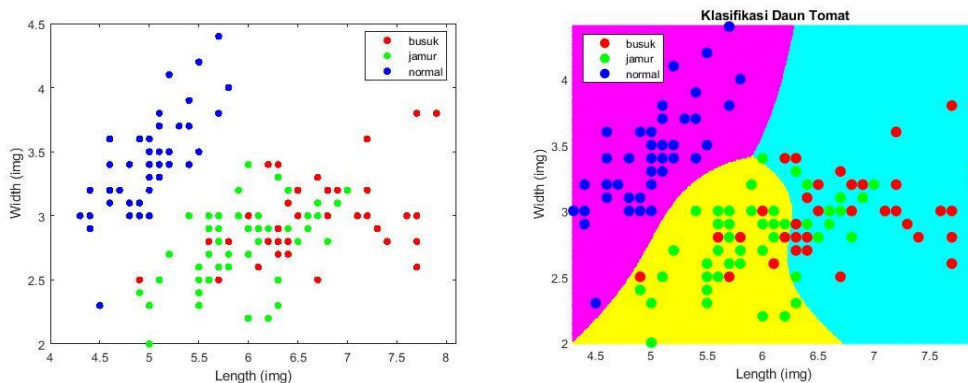 4.5
4
3.5
3
2.5
2
4 4.5 5 5.5 6 6.5 7 7.5 8
Width (img)
Length (img)
busuk
jamur
normal
Klasifikasi Daun Tomat
4
3.5
3
2.5
2
4.5 5 5.5 6 6.5 7 7.5
Width (img)
Length (img)
busuk
jamur
normal